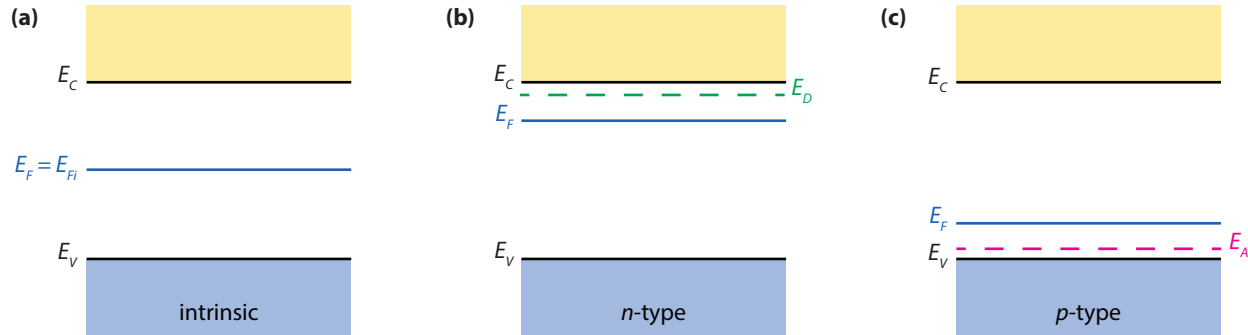 (a)
E_C
E_F = E_Fi
E_V
intrinsic
(b)
E_C
E_D
E_F
E_V
n-type
(c)
E_C
E_F
E_A
E_V
p-type